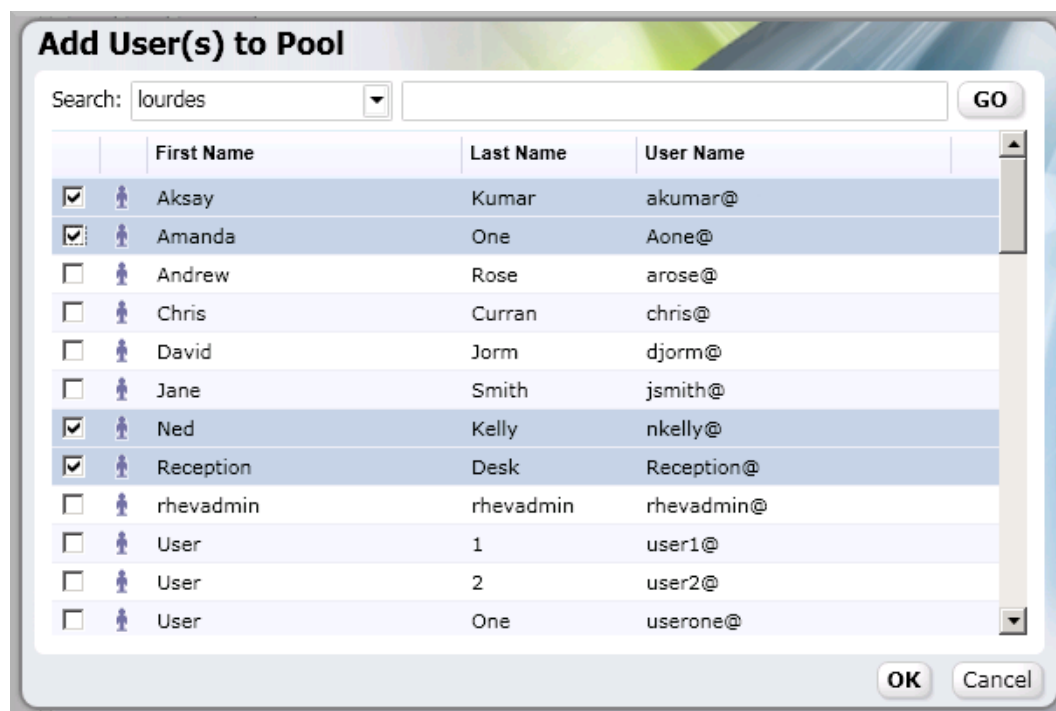 Add User(s) to Pool
Search: lourdes GO
First Name Last Name User Name
Aksay Kumar akumar@
Amanda One Aone@
Andrew Rose arose@
Chris Curran chris@
David Jorm djorm@
Jane Smith jsmith@
Ned Kelly nkelly@
Reception Desk Reception@
rhevadmin rhevadmin rhevadmin@
User 1 user1@
User 2 user2@
User One userone@
OK Cancel